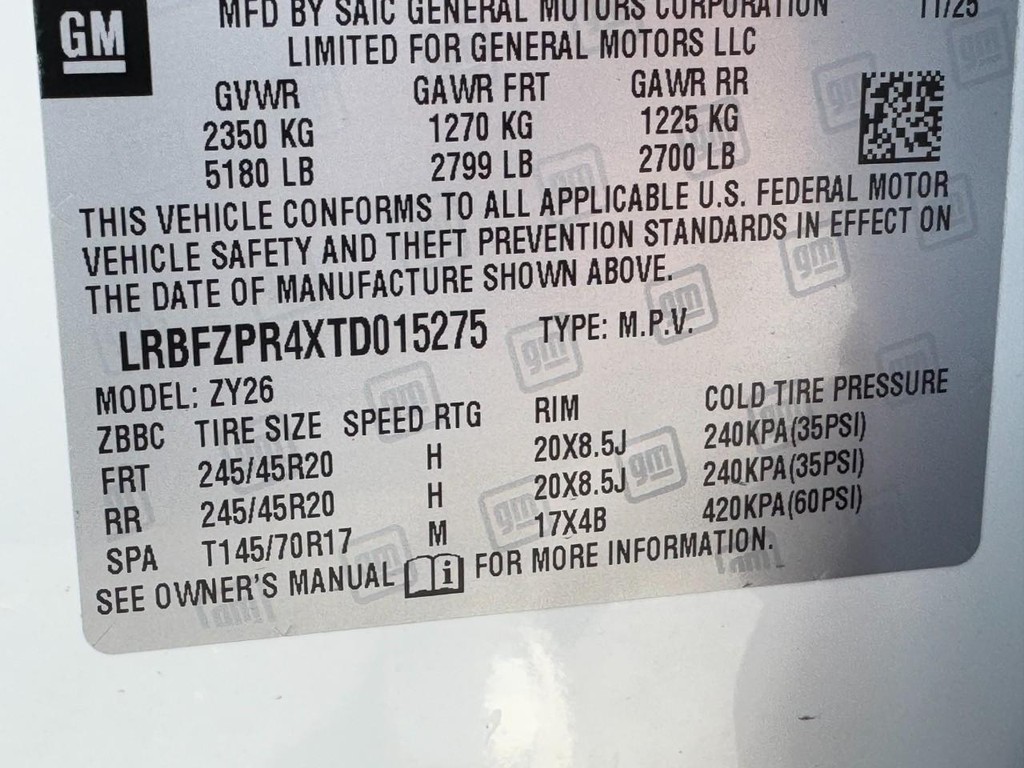 GM
MFD BY SAIC GENERAL MOTORS CORPORATION 11/25
LIMITED FOR GENERAL MOTORS LLC
GVWR GAWR FRT GAWR RR
2350 KG 1270 KG 1225 KG
5180 LB 2799 LB 2700 LB
THIS VEHICLE CONFORMS TO ALL APPLICABLE U.S. FEDERAL MOTOR
VEHICLE SAFETY AND THEFT PREVENTION STANDARDS IN EFFECT ON
THE DATE OF MANUFACTURE SHOWN ABOVE.
LRBFZPR4XTD015275 TYPE: M.P.V.
MODEL: ZY26
ZBBC TIRE SIZE SPEED RTG RIM COLD TIRE PRESSURE
FRT 245/45R20 H 20X8.5J 240KPA(35PSI)
RR 245/45R20 H 20X8.5J 240KPA(35PSI)
SPA T145/70R17 M 17X4B 420KPA(60PSI)
SEE OWNER'S MANUAL i FOR MORE INFORMATION.